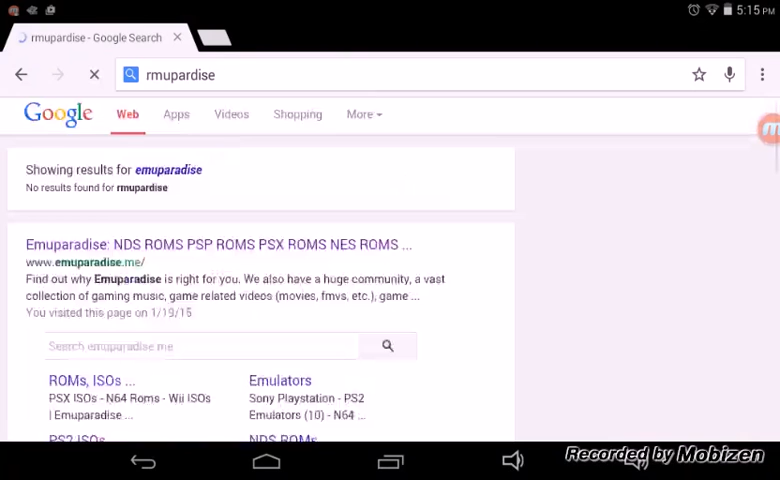 5:15 PM
rmupardise - Google Search
rmupardise
Google Web Apps Videos Shopping More
Showing results for emuparadise
No results found for rmupardise
Emuparadise: NDS ROMS PSP ROMS PSX ROMS NES ROMS ...
www.emuparadise.me/
Find out why Emuparadise is right for you. We also have a huge community, a vast
collection of gaming music, game related videos (movies, fmvs, etc.), game ...
You visited this page on 1/19/15
Search emuparadise me
ROMs, ISOs ...
PSX ISOs - N64 Roms - Wii ISOs
| Emuparadise ...
Emulators
Sony Playstation - PS2
Emulators (10) - N64 ...
PS2 ISOs
NDS ROMs
Recorded by Mobizen